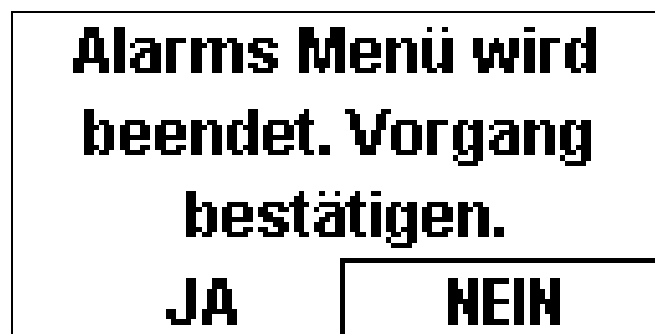 Alarms Menü wird
beendet. Vorgang
bestätigen.
JA NEIN